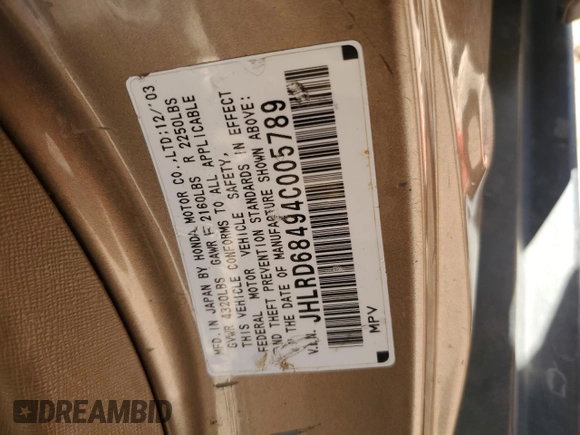 MFD. IN JAPAN BY HONDA MOTOR CO.,LTD:12/'03
GVWR 4320LBS GAWR F 2160LBS R 2250LBS
THIS VEHICLE CONFORMS TO ALL APPLICABLE
FEDERAL MOTOR VEHICLE SAFETY,
AND THEFT PREVENTION STANDARDS IN EFFECT
ON THE DATE OF MANUFACTURE SHOWN ABOVE:
V.I.N. JHLRD68494C005789
MPV
DREAMBID